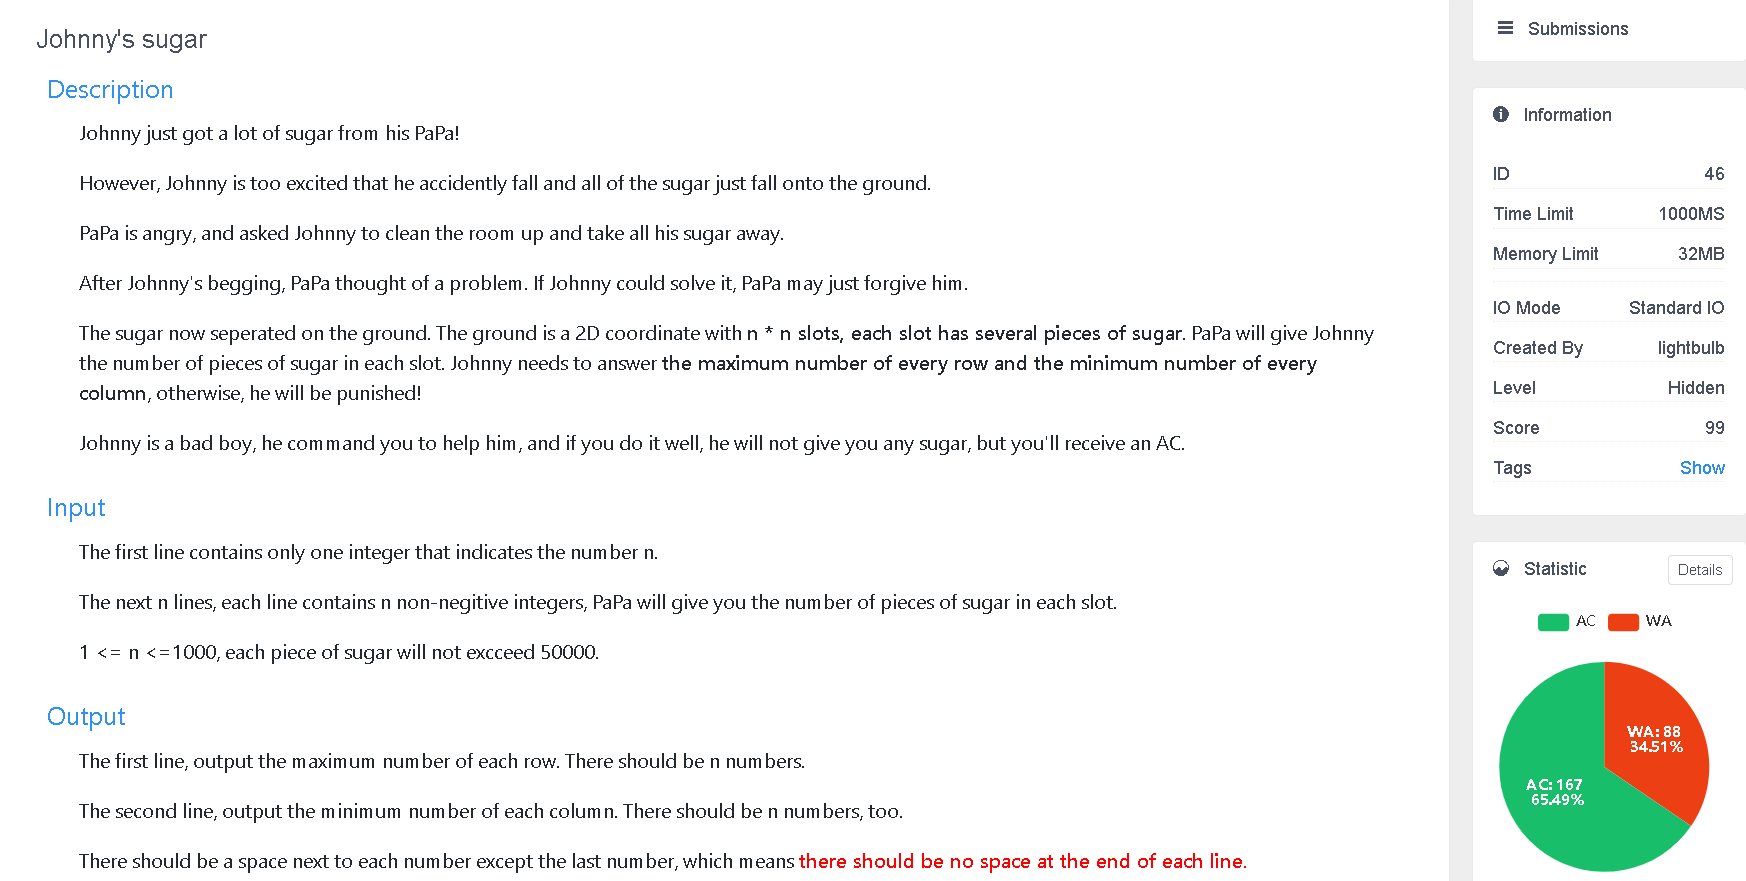 Johnny's sugar
Description
Johnny just got a lot of sugar from his PaPa!
However, Johnny is too excited that he accidently fall and all of the sugar just fall onto the ground.
PaPa is angry, and asked Johnny to clean the room up and take all his sugar away.
After Johnny's begging, PaPa thought of a problem. If Johnny could solve it, PaPa may just forgive him.
The sugar now seperated on the ground. The ground is a 2D coordinate with n * n slots, each slot has several pieces of sugar. PaPa will give Johnny
the number of pieces of sugar in each slot. Johnny needs to answer the maximum number of every row and the minimum number of every
column, otherwise, he will be punished!
Johnny is a bad boy, he command you to help him, and if you do it well, he will not give you any sugar, but you'll receive an AC.
Input
The first line contains only one integer that indicates the number n.
The next n lines, each line contains n non-negitive integers, PaPa will give you the number of pieces of sugar in each slot.
1 <= n <=1000, each piece of sugar will not excceed 50000.
Output
The first line, output the maximum number of each row. There should be n numbers.
The second line, output the minimum number of each column. There should be n numbers, too.
There should be a space next to each number except the last number, which means there should be no space at the end of each line.
Submissions
Information
ID 46
Time Limit 1000MS
Memory Limit 32MB
IO Mode Standard IO
Created By lightbulb
Level Hidden
Score 99
Tags Show
Statistic Details
AC WA
WA: 88
34.51%
AC: 167
65.49%